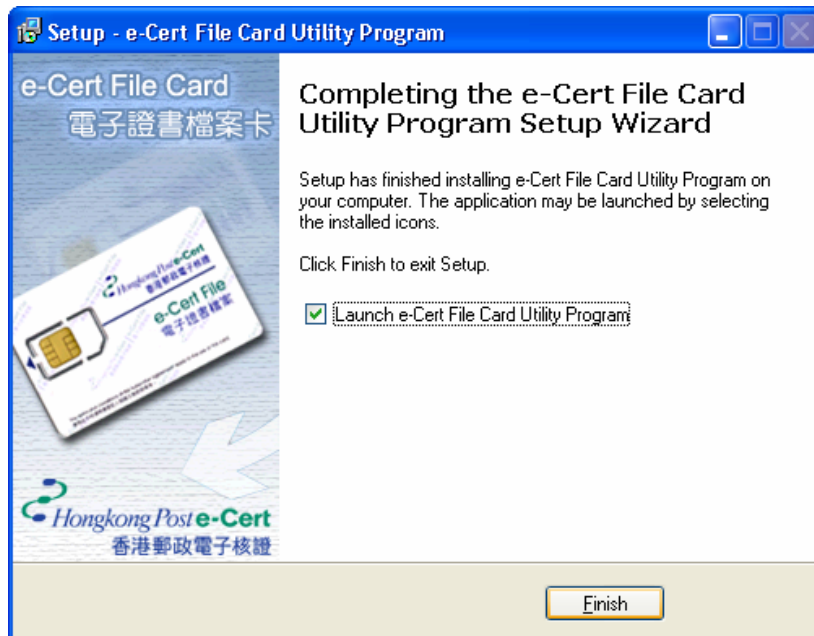 Setup - e-Cert File Card Utility Program
e-Cert File Card
電子證書檔案卡
Hongkong Post e-Cert
香港郵政電子核證
e-Cert File
電子證書檔案
Hongkong Post e-Cert
香港郵政電子核證
Completing the e-Cert File Card
Utility Program Setup Wizard
Setup has finished installing e-Cert File Card Utility Program on
your computer. The application may be launched by selecting
the installed icons.
Click Finish to exit Setup.
Launch e-Cert File Card Utility Program
Finish